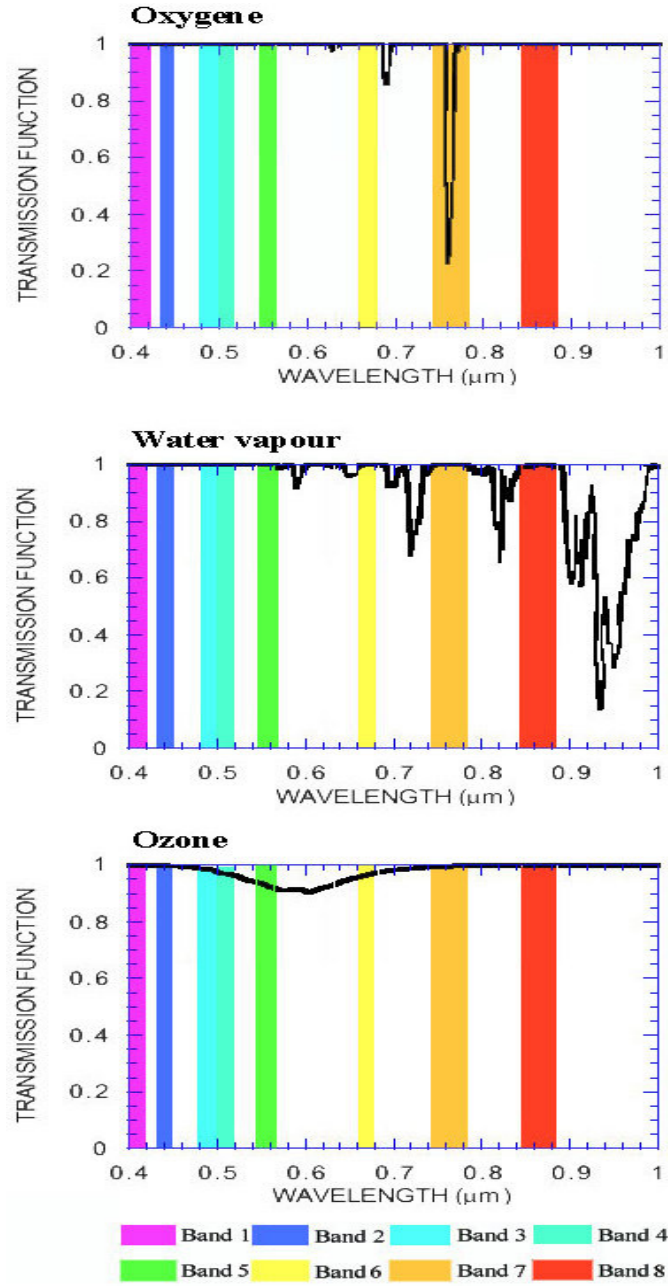 Oxygene
TRANSMISSION FUNCTION
1
0.8
0.6
0.4
0.2
0
0.4 0.5 0.6 0.7 0.8 0.9 1
WAVELENGTH (µm)
Water vapour
TRANSMISSION FUNCTION
1
0.8
0.6
0.4
0.2
0
0.4 0.5 0.6 0.7 0.8 0.9 1
WAVELENGTH (µm)
Ozone
TRANSMISSION FUNCTION
1
0.8
0.6
0.4
0.2
0
0.4 0.5 0.6 0.7 0.8 0.9 1
WAVELENGTH (µm)
Band 1 Band 2 Band 3 Band 4
Band 5 Band 6 Band 7 Band 8